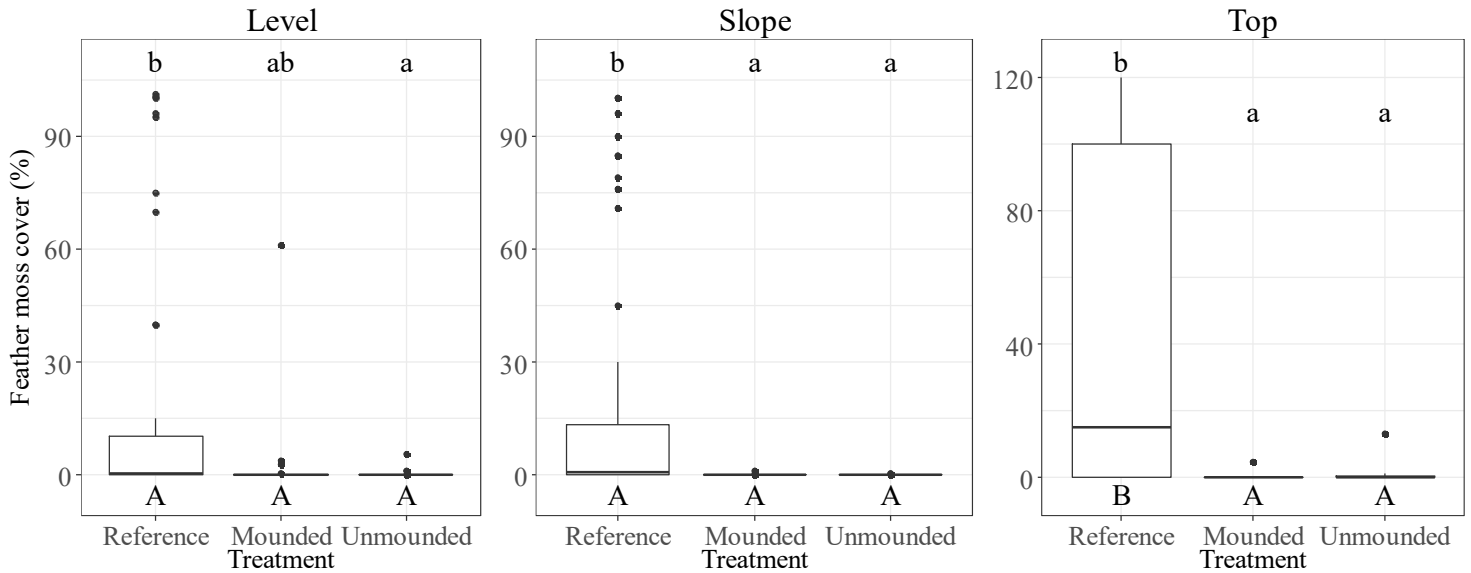 Level Slope Top
Feather moss cover (%)
b ab a
90
60
30
0
A A A
Reference Mounded Unmounded
Treatment
b a a
90
60
30
0
A A A
Reference Mounded Unmounded
Treatment
b a a
120
80
40
0
B A A
Reference Mounded Unmounded
Treatment